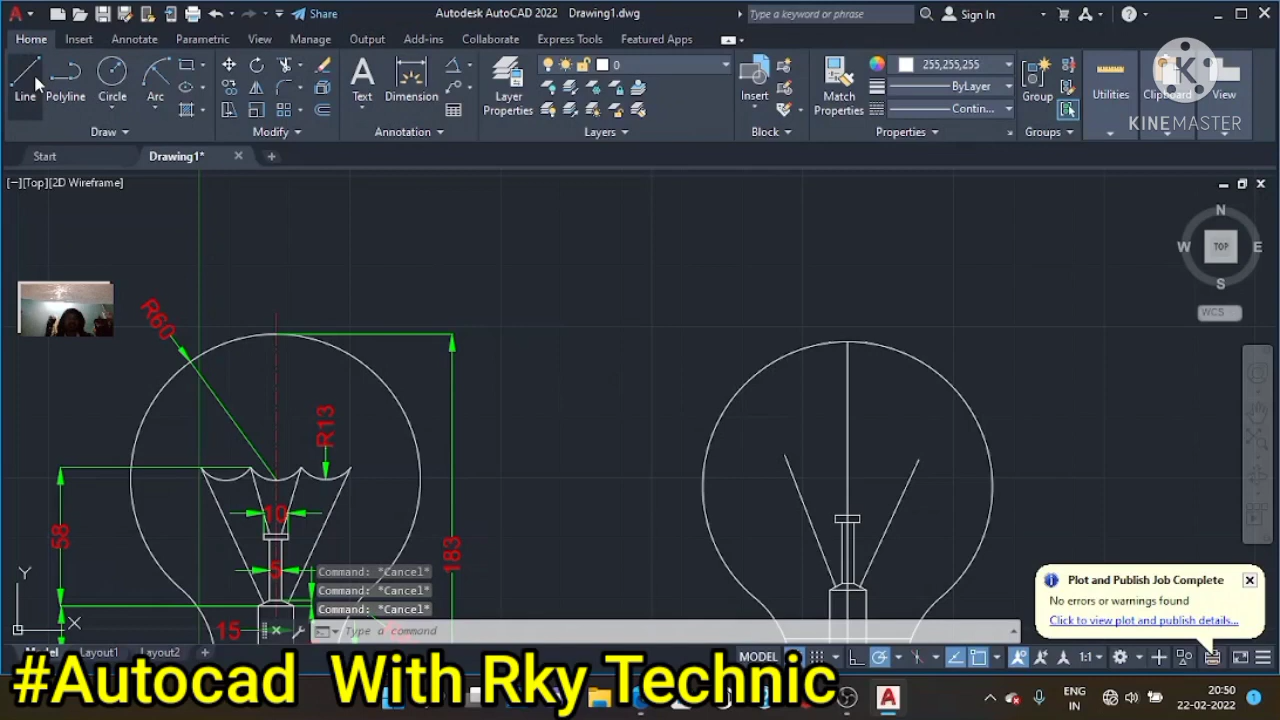 Share
Autodesk AutoCAD 2022 Drawing1.dwg
Type a keyword or phrase
Sign In
Home Insert Annotate Parametric View Manage Output Add-ins Collaborate Express Tools Featured Apps
Line Polyline Circle Arc
Text Dimension
Layer Properties
0
Insert
Match Properties
255,255,255
ByLayer
Contin...
Group
Utilities
Clipboard
View
K
KINEMASTER
Draw Modify Annotation Layers Block Properties Groups
Start Drawing1*
[−][Top][2D Wireframe]
N
W TOP E
S
WCS
R60
R13
10
58
183
5
15
Y
X
Command: *Cancel*
Command: *Cancel*
Command: *Cancel*
Type a command
Plot and Publish Job Complete
No errors or warnings found
Click to view plot and publish details...
Model Layout1 Layout2
MODEL
1:1
#Autocad With Rky Technic
ENG
IN
20:50
22-02-2022